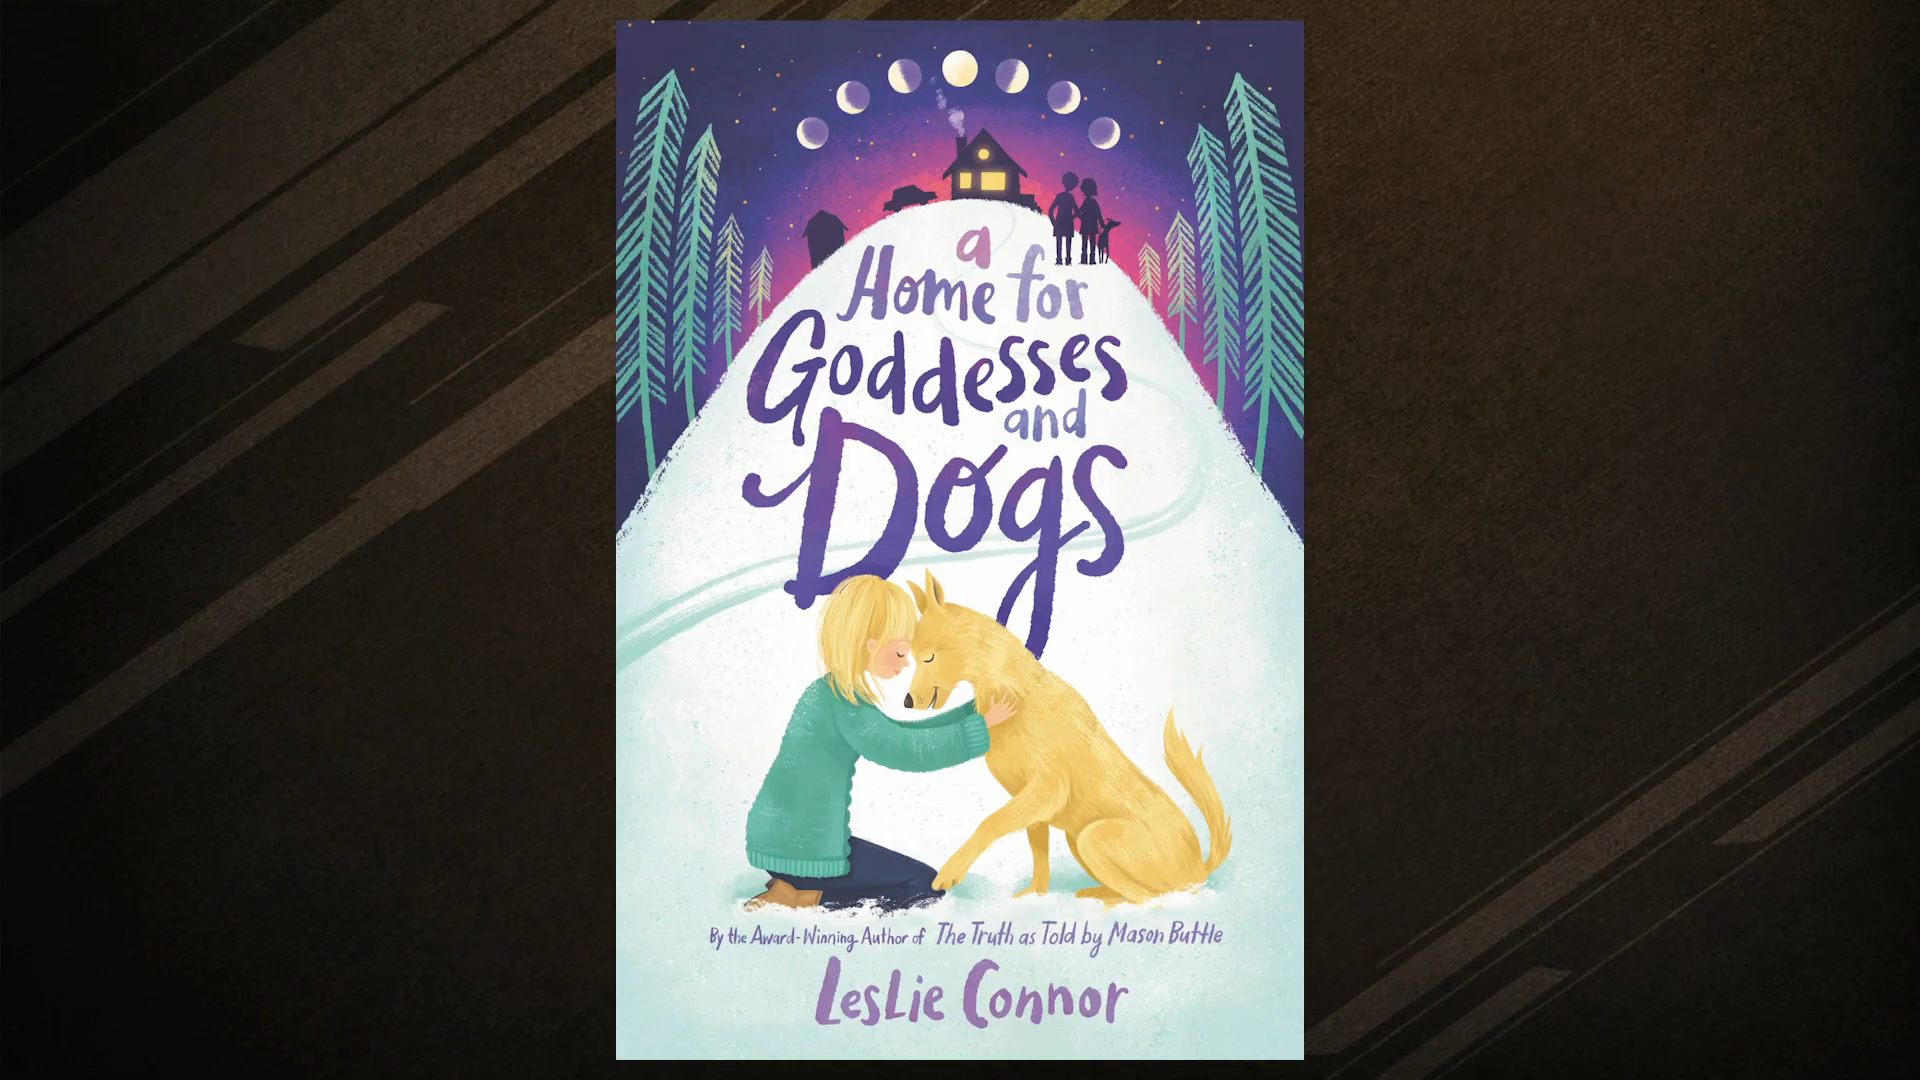 a
Home for
Goddesses
and
Dogs
By the Award-Winning Author of The Truth as Told by Mason Buttle
Leslie Connor